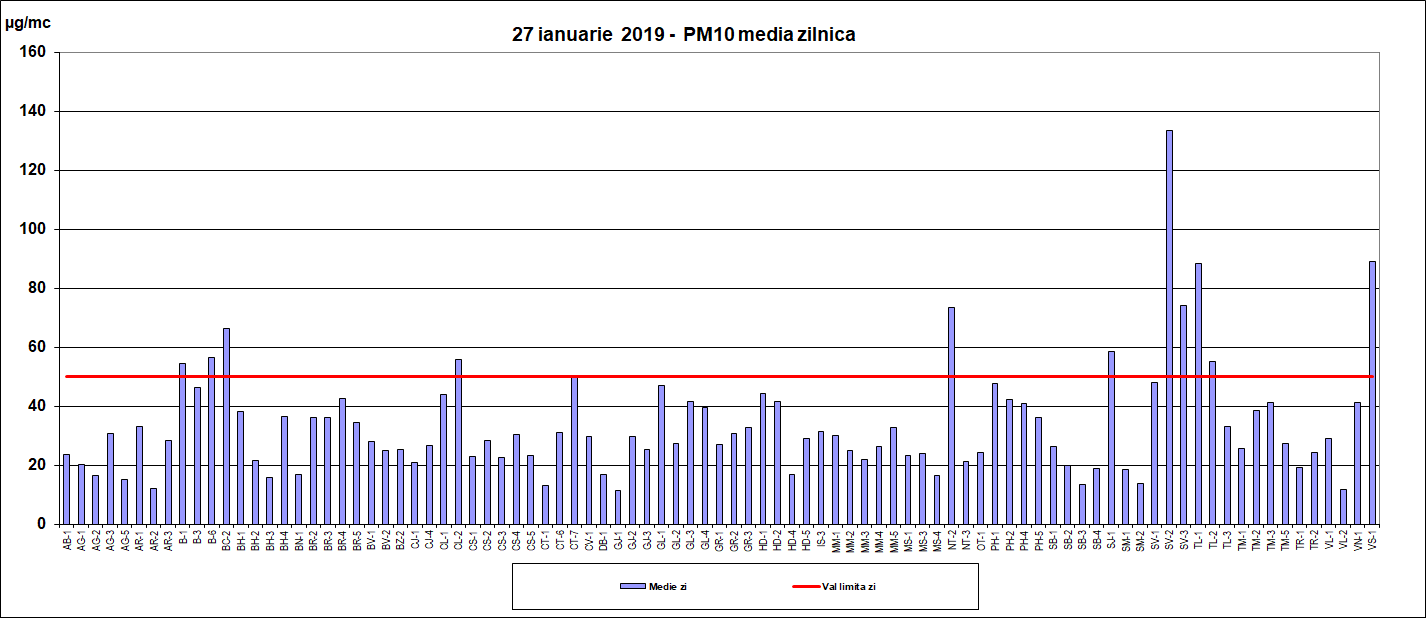 µg/mc
27 ianuarie 2019 - PM10 media zilnica
160
140
120
100
80
60
40
20
0
AB-1 AG-1 AG-2 AG-3 AG-5 AR-1 AR-2 AR-3 B-1 B-3 B-6 BC-2 BH-1 BH-2 BH-3 BH-4 BN-1 BR-2 BR-3 BR-4 BR-5 BV-1 BV-2 BZ-2 CJ-1 CJ-4 CL-1 CL-2 CS-1 CS-2 CS-3 CS-4 CS-5 CT-1 CT-6 CT-7 CV-1 DB-1 GJ-1 GJ-2 GJ-3 GL-1 GL-2 GL-3 GL-4 GR-1 GR-2 GR-3 HD-1 HD-2 HD-4 HD-5 IS-3 MM-1 MM-2 MM-3 MM-4 MM-5 MS-1 MS-3 MS-4 NT-2 NT-3 OT-1 PH-1 PH-2 PH-4 PH-5 SB-1 SB-2 SB-3 SB-4 SJ-1 SM-1 SM-2 SV-1 SV-2 SV-3 TL-1 TL-2 TL-3 TM-1 TM-2 TM-3 TM-5 TR-1 TR-2 VL-1 VL-2 VN-1 VS-1
Medie zi
Val limita zi